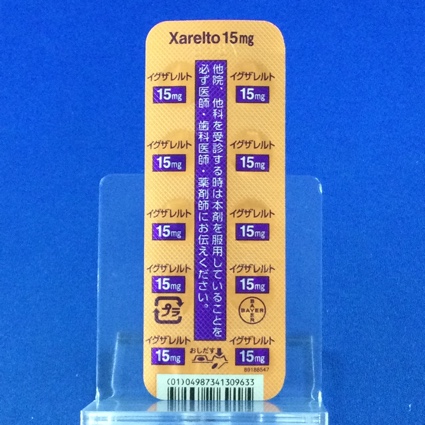 Xarelto 15mg
イグザレルト
15mg
イグザレルト
15mg
イグザレルト
15mg
イグザレルト
15mg
イグザレルト
15mg
イグザレルト
15mg
イグザレルト
15mg
イグザレルト
15mg
イグザレルト
15mg
イグザレルト
15mg
他院、他科を受診する時は本剤を服用していることを
必ず医師・歯科医師・薬剤師にお伝えください。
プラ
BAYER
バイエル
おしだす
(01)04987341309633